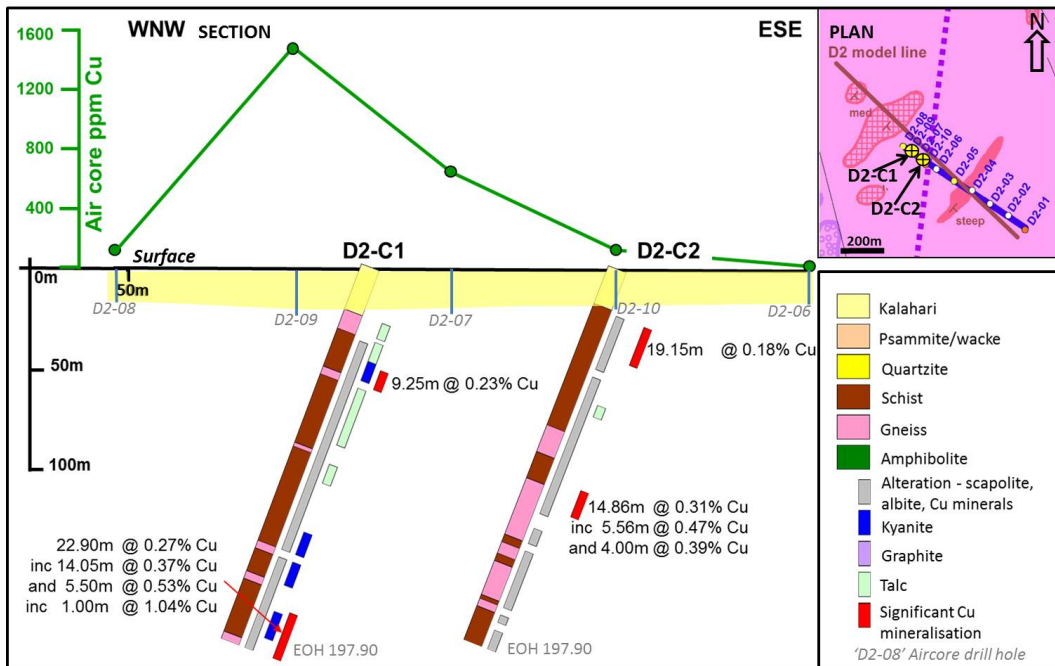 WNW SECTION
ESE
1600
1200
800
400
0
Air core ppm Cu
Surface
D2-C1
D2-C2
0m
50m
D2-08
D2-09
D2-07
D2-10
D2-06
50m
100m
9.25m @ 0.23% Cu
19.15m @ 0.18% Cu
14.86m @ 0.31% Cu
inc 5.56m @ 0.47% Cu
and 4.00m @ 0.39% Cu
22.90m @ 0.27% Cu
inc 14.05m @ 0.37% Cu
and 5.50m @ 0.53% Cu
inc 1.00m @ 1.04% Cu
EOH 197.90
EOH 197.90
PLAN
D2 model line
N
med
D2-08
D2-09
D2-07
D2-10
D2-06
D2-05
D2-04
D2-03
D2-02
D2-01
D2-C1
D2-C2
steep
200m
Kalahari
Psammite/wacke
Quartzite
Schist
Gneiss
Amphibolite
Alteration - scapolite,
albite, Cu minerals
Kyanite
Graphite
Talc
Significant Cu
mineralisation
'D2-08' Aircore drill hole